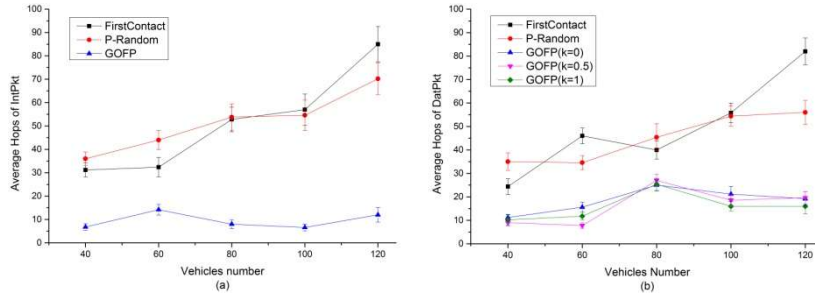 100
90
80
70
60
50
40
30
20
10
0
Average Hops of IntPkt
FirstContact
P-Random
GOFP
40 60 80 100 120
Vehicles number
(a)
100
90
80
70
60
50
40
30
20
10
0
Average Hops of DatPkt
FirstContact
P-Random
GOFP(k=0)
GOFP(k=0.5)
GOFP(k=1)
40 60 80 100 120
Vehicles Number
(b)